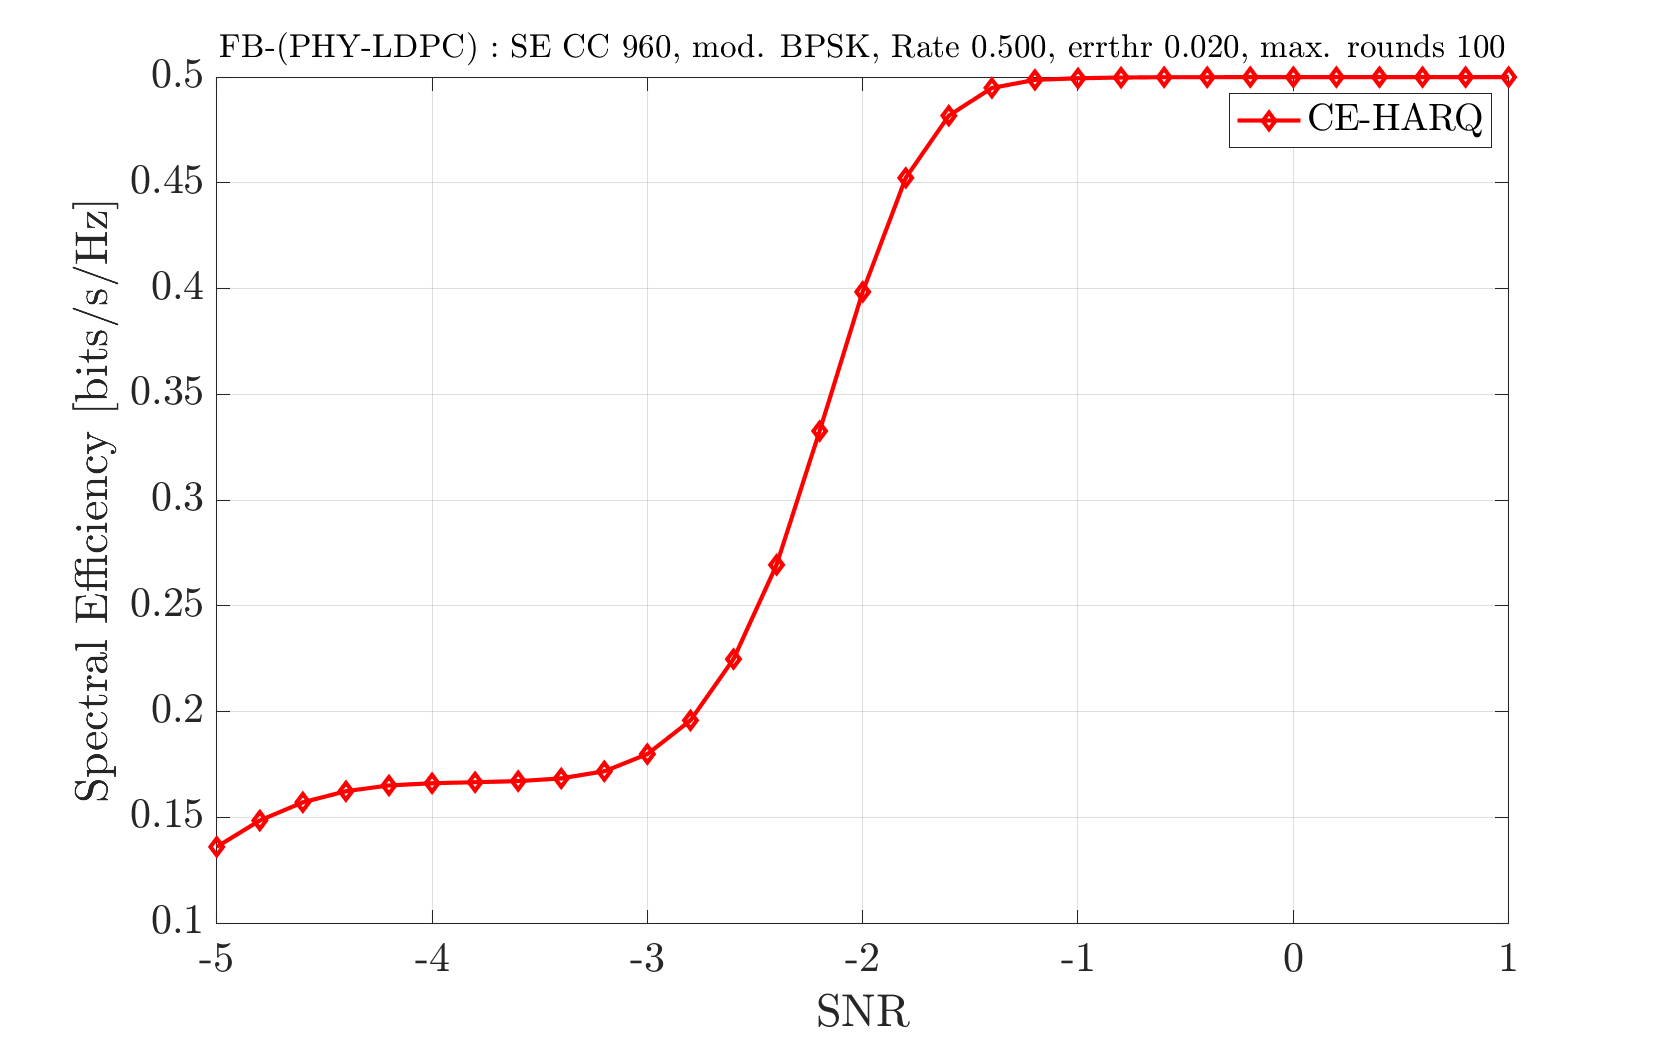 FB-(PHY-LDPC) : SE CC 960, mod. BPSK, Rate 0.500, errthr 0.020, max. rounds 100
CE-HARQ
Spectral Efficiency [bits/s/Hz]
0.5
0.45
0.4
0.35
0.3
0.25
0.2
0.15
0.1
-5 -4 -3 -2 -1 0 1
SNR